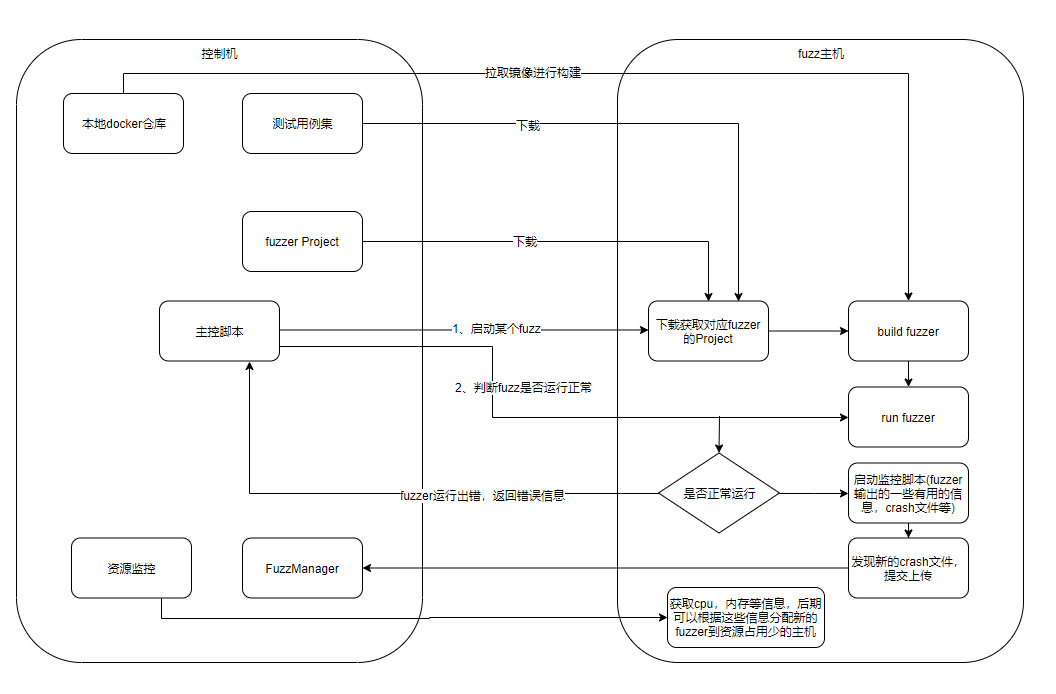 控制机
fuzz主机
拉取镜像进行构建
本地docker仓库
测试用例集
下载
fuzzer Project
下载
主控脚本
1、启动某个fuzz
下载获取对应fuzzer
的Project
build fuzzer
2、判断fuzz是否运行正常
run fuzzer
fuzzer运行出错，返回错误信息
是否正常运行
启动监控脚本(fuzzer
输出的一些有用的信
息，crash文件等)
资源监控
FuzzManager
发现新的crash文件，
提交上传
获取cpu，内存等信息，后期
可以根据这些信息分配新的
fuzzer到资源占用少的主机